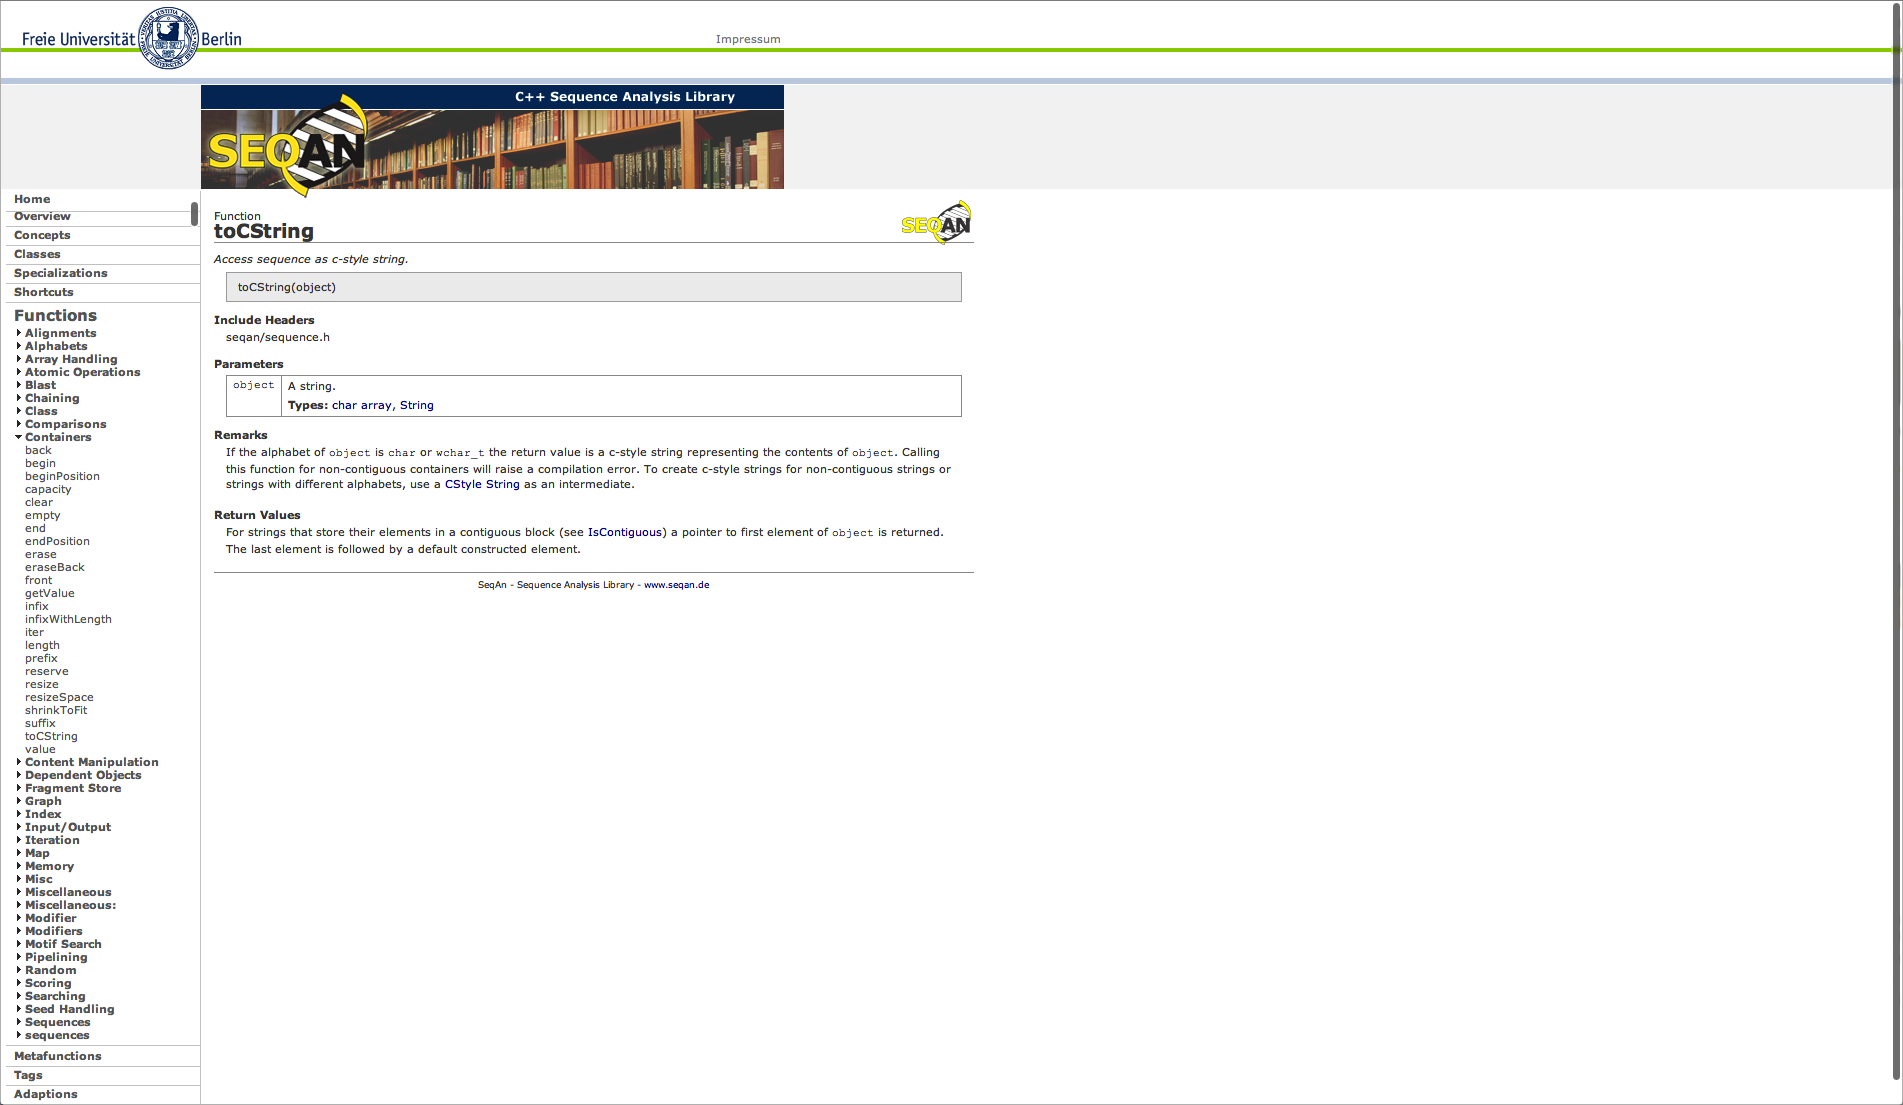 Freie Universität Berlin
Impressum
C++ Sequence Analysis Library
SEQAN
Home
Overview
Concepts
Classes
Specializations
Shortcuts
Functions
Alignments
Alphabets
Array Handling
Atomic Operations
Blast
Chaining
Class
Comparisons
Containers
back
begin
beginPosition
capacity
clear
empty
end
endPosition
erase
eraseBack
front
getValue
infix
infixWithLength
iter
length
prefix
reserve
resize
resizeSpace
shrinkToFit
suffix
toCString
value
Content Manipulation
Dependent Objects
Fragment Store
Graph
Index
Input/Output
Iteration
Map
Memory
Misc
Miscellaneous
Miscellaneous:
Modifier
Modifiers
Motif Search
Pipelining
Random
Scoring
Searching
Seed Handling
Sequences
sequences
Metafunctions
Tags
Adaptions
Function
toCString
SEQAN
Access sequence as c-style string.
toCString(object)
Include Headers
seqan/sequence.h
Parameters
object A string.
Types: char array, String
Remarks
If the alphabet of object is char or wchar_t the return value is a c-style string representing the contents of object. Calling
this function for non-contiguous containers will raise a compilation error. To create c-style strings for non-contiguous strings or
strings with different alphabets, use a CStyle String as an intermediate.
Return Values
For strings that store their elements in a contiguous block (see IsContiguous) a pointer to first element of object is returned.
The last element is followed by a default constructed element.
SeqAn - Sequence Analysis Library - www.seqan.de